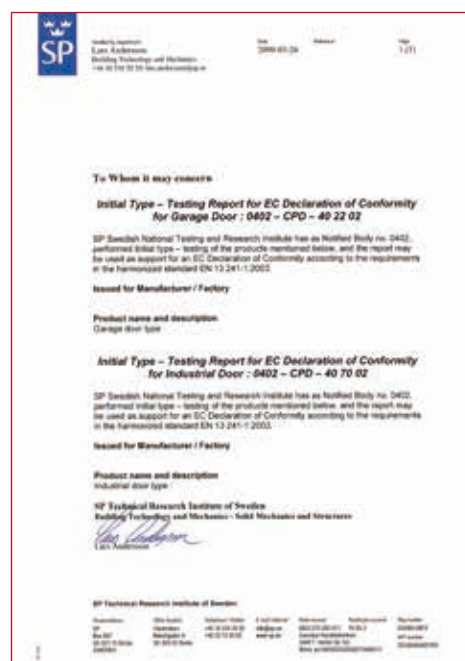 SP
Lars Andersson
Building Technology and Mechanics
To Whom it may concern
Initial Type – Testing Report for EC Declaration of Conformity
for Garage Door : 0402 – CPD – 40 22 02
SP Swedish National Testing and Research Institute has as Notified Body no. 0402,
performed initial type – testing of the products mentioned below, and the report may
be used as support for an EC Declaration of Conformity according to the requirements
in the harmonized standard EN 13 241-1:2003.
Issued for Manufacturer / Factory
Product name and description
Garage door type
Initial Type – Testing Report for EC Declaration of Conformity
for Industrial Door : 0402 – CPD – 40 70 02
SP Swedish National Testing and Research Institute has as Notified Body no. 0402,
performed initial type – testing of the products mentioned below, and the report may
be used as support for an EC Declaration of Conformity according to the requirements
in the harmonized standard EN 13 241-1:2003.
Issued for Manufacturer / Factory
Product name and description
Industrial door type
SP Technical Research Institute of Sweden
Building Technology and Mechanics - Solid Mechanics and Structures
Lars Andersson
SP Technical Research Institute of Sweden